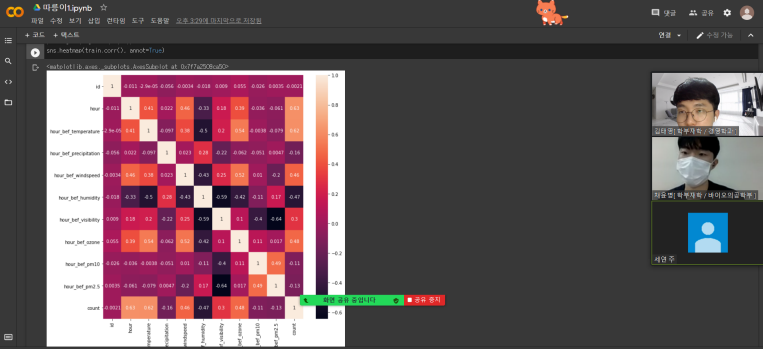 따릉이1.ipynb
파일 수정 보기 삽입 런타임 도구 도움말 오후 3:29에 마지막으로 저장됨
댓글 공유
+ 코드 + 텍스트
연결 수정 가능
sns.heatmap(train.corr(), annot=True)
<matplotlib.axes._subplots.AxesSubplot at 0x7f7a2509ca50>
id 1 -0.011 -2.9e-05 -0.056 -0.0034 -0.018 0.009 0.055 -0.026 0.0035 -0.0021
hour -0.011 1 0.41 0.022 0.46 -0.33 0.18 0.39 -0.036 -0.061 0.63
hour_bef_temperature -2.9e-05 0.41 1 -0.097 0.38 -0.5 0.2 0.54 -0.0038 -0.079 0.62
hour_bef_precipitation -0.056 0.022 -0.097 1 0.023 0.28 -0.22 -0.062 -0.051 0.0047 -0.16
hour_bef_windspeed -0.0034 0.46 0.38 0.023 1 -0.43 0.25 0.52 0.01 -0.2 0.46
hour_bef_humidity -0.018 -0.33 -0.5 0.28 -0.43 1 -0.59 -0.42 -0.11 0.17 -0.47
hour_bef_visibility 0.009 0.18 0.2 -0.22 0.25 -0.59 1 0.1 -0.4 -0.64 0.3
hour_bef_ozone 0.055 0.39 0.54 -0.062 0.52 -0.42 0.1 1 0.11 0.017 0.48
hour_bef_pm10 -0.026 -0.036 -0.0038 -0.051 0.01 -0.11 -0.4 0.11 1 0.49 -0.11
hour_bef_pm2.5 0.0035 -0.061 -0.079 0.0047 -0.2 0.17 -0.64 0.017 0.49 1 -0.13
count -0.0021 0.63 0.62 -0.16 0.46 -0.47 0.3 0.48 -0.11 -0.13 1
id hour temperature ecipitation windspeed ef_humidity ef_visibility bef_ozone bef_pm10 ef_pm2.5 count
1.0
0.8
0.6
0.4
0.2
0.0
-0.2
-0.4
-0.6
화면 공유 중입니다 공유 중지
김태영[ 학부재학 / 경영학과 ]
[ 학부재학 / 바이오의공학부 ]
세연 주